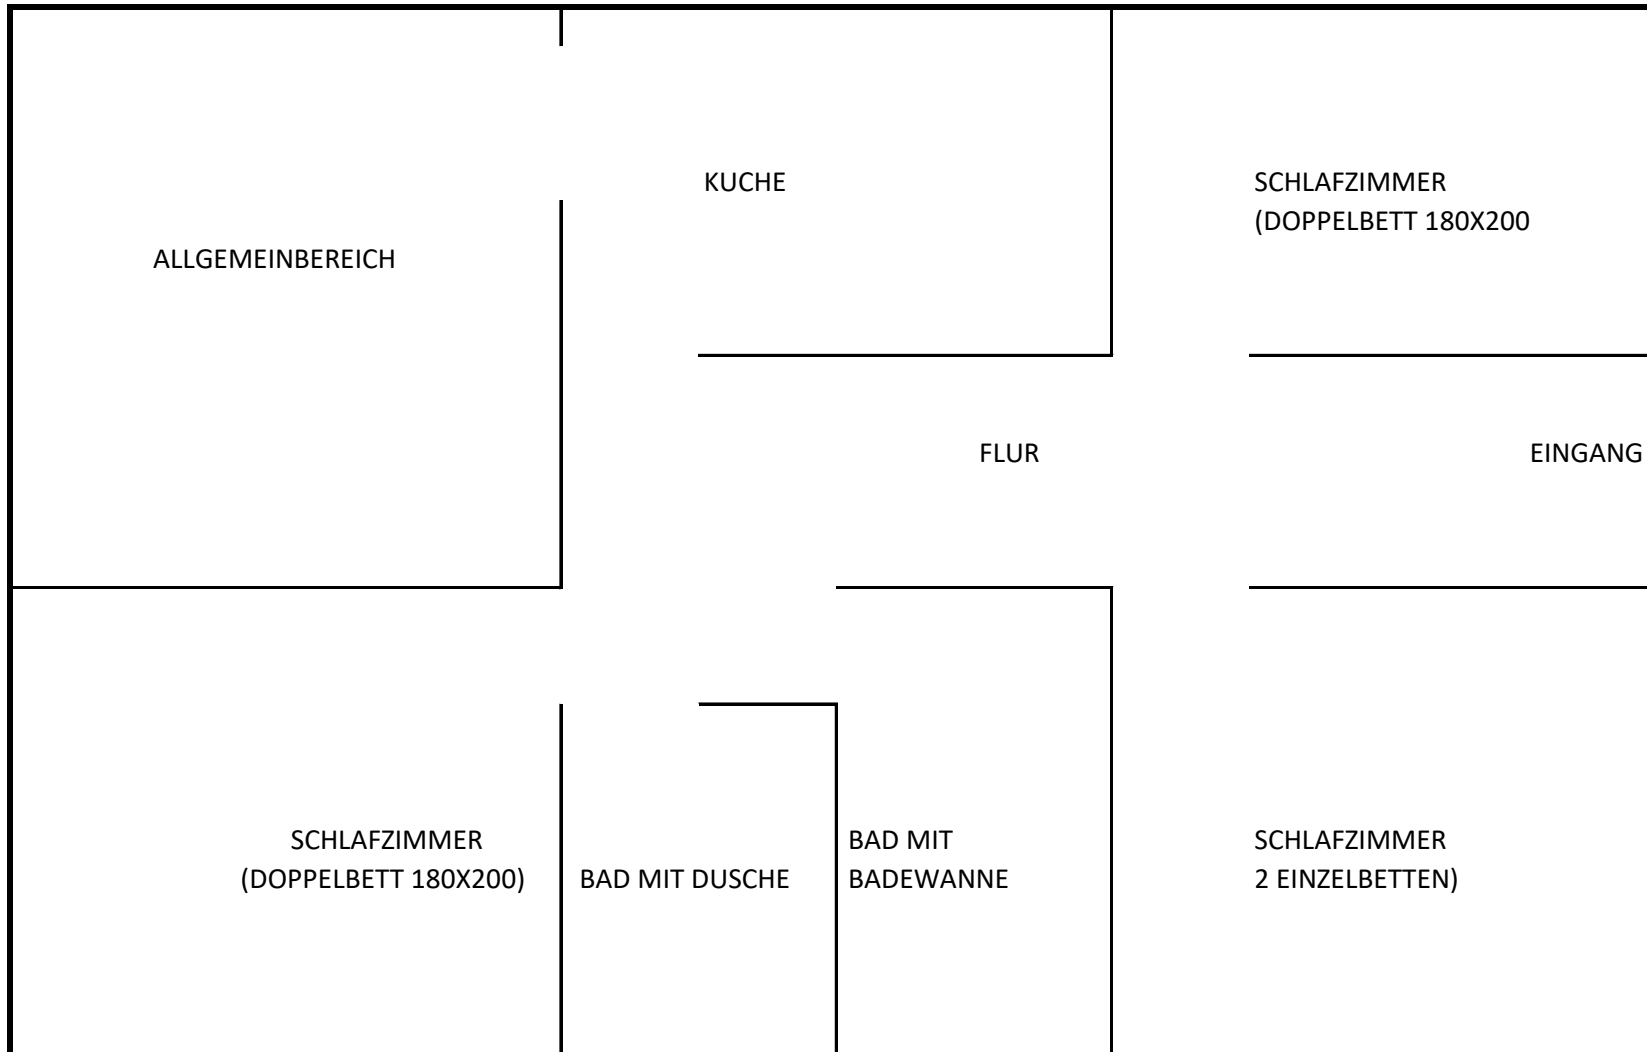 KUCHE
SCHLAFZIMMER
(DOPPELBETT 180X200
ALLGEMEINBEREICH
FLUR
EINGANG
SCHLAFZIMMER
(DOPPELBETT 180X200)
BAD MIT DUSCHE
BAD MIT
BADEWANNE
SCHLAFZIMMER
2 EINZELBETTEN)